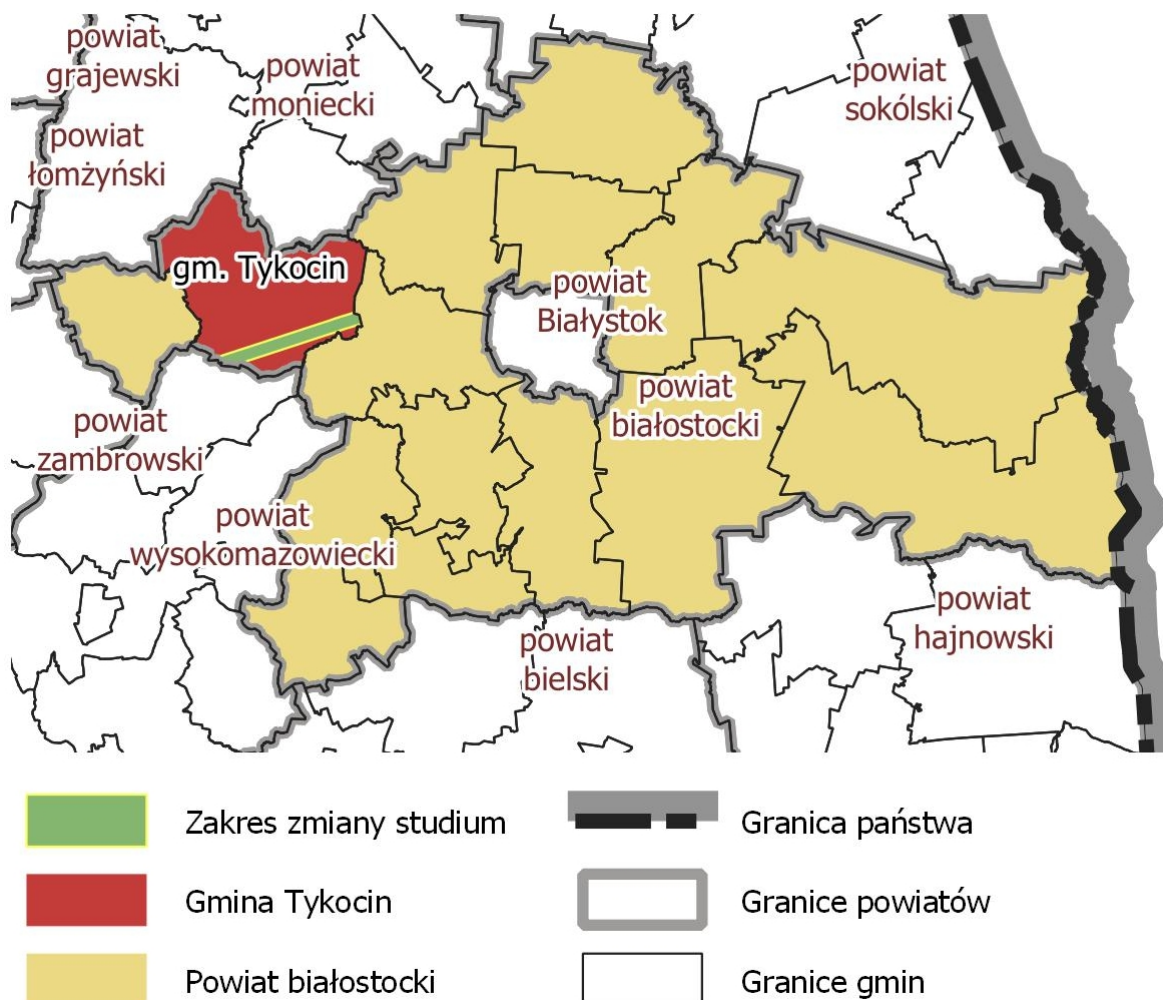 powiat
grajewski
powiat
moniecki
powiat
sokólski
powiat
łomżyński
gm. Tykocin
powiat
Białystok
powiat
białostocki
powiat
zambrowski
powiat
wysokomazowiecki
powiat
hajnowski
powiat
bielski
Zakres zmiany studium
Granica państwa
Gmina Tykocin
Granice powiatów
Powiat białostocki
Granice gmin